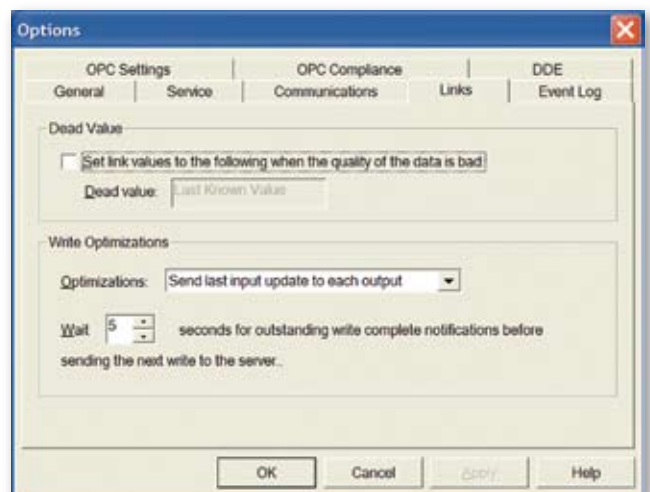 Options
OPC Settings OPC Compliance DDE
General Service Communications Links Event Log
Dead Value
Set link values to the following when the quality of the data is bad
Dead value: Last Known Value
Write Optimizations
Optimizations: Send last input update to each output
Wait 5 seconds for outstanding write complete notifications before
sending the next write to the server..
OK Cancel Apply Help